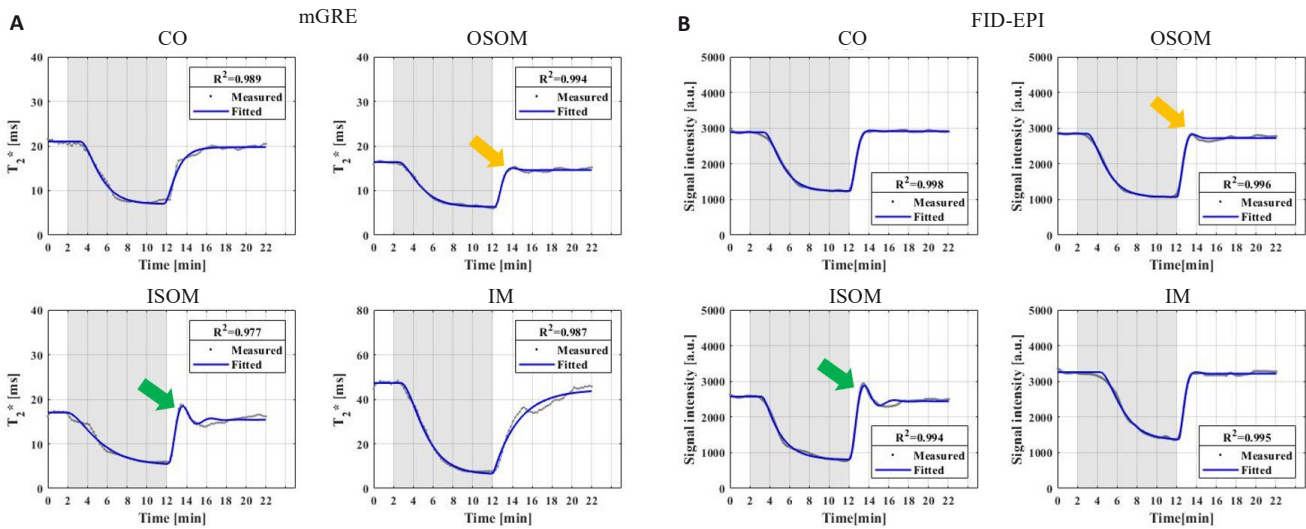 A
mGRE
CO
40
30
20
10
0
T2* [ms]
R2=0.989
Measured
Fitted
0 2 4 6 8 10 12 14 16 18 20 22
Time [min]
OSOM
40
30
20
10
0
T2* [ms]
R2=0.994
Measured
Fitted
0 2 4 6 8 10 12 14 16 18 20 22
Time [min]
ISOM
40
30
20
10
0
T2* [ms]
R2=0.977
Measured
Fitted
0 2 4 6 8 10 12 14 16 18 20 22
Time [min]
IM
80
60
40
20
0
T2* [ms]
R2=0.987
Measured
Fitted
0 2 4 6 8 10 12 14 16 18 20 22
Time [min]
B
FID-EPI
CO
5000
4000
3000
2000
1000
0
Signal intensity [a.u.]
R2=0.998
Measured
Fitted
0 2 4 6 8 10 12 14 16 18 20 22
Time [min]
OSOM
5000
4000
3000
2000
1000
0
Signal intensity [a.u.]
R2=0.996
Measured
Fitted
0 2 4 6 8 10 12 14 16 18 20 22
Time[min]
ISOM
5000
4000
3000
2000
1000
0
Signal intensity [a.u.]
R2=0.994
Measured
Fitted
0 2 4 6 8 10 12 14 16 18 20 22
Time[min]
IM
5000
4000
3000
2000
1000
0
Signal intensity [a.u.]
R2=0.995
Measured
Fitted
0 2 4 6 8 10 12 14 16 18 20 22
Time[min]